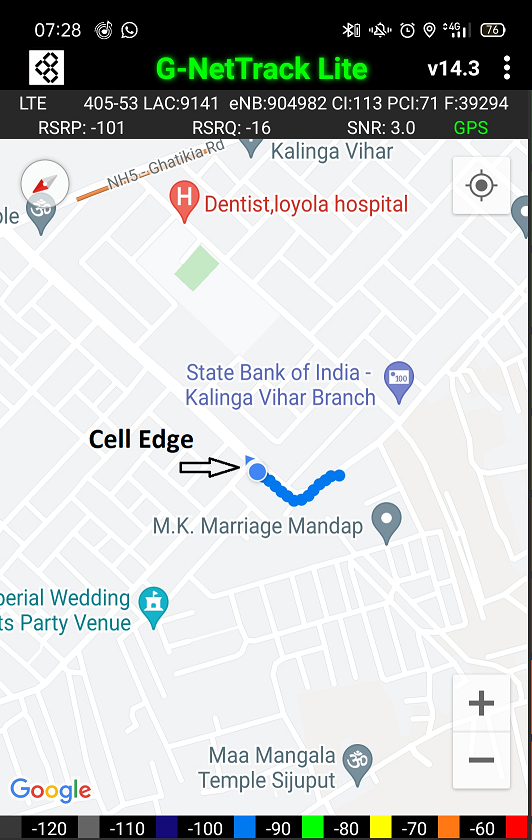 07:28 4G 76
G-NetTrack Lite v14.3
LTE 405-53 LAC:9141 eNB:904982 CI:113 PCI:71 F:39294
RSRP: -101 RSRQ: -16 SNR: 3.0 GPS
Kalinga Vihar
NH5 - Ghatikia Rd
ple
H
Dentist,loyola hospital
State Bank of India -
Kalinga Vihar Branch
100
Cell Edge
M.K. Marriage Mandap
perial Wedding
ts Party Venue
Maa Mangala
Temple Sijuput
ॐ
ॐ
+
−
Google
-120 -110 -100 -90 -80 -70 -60